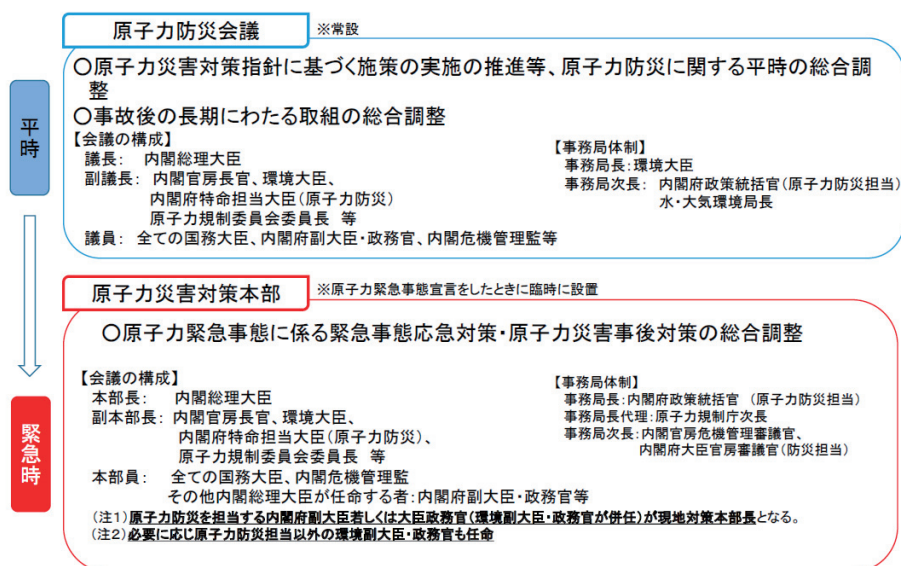 原子力防災会議 ※常設
〇原子力災害対策指針に基づく施策の実施の推進等、原子力防災に関する平時の総合調
整
〇事故後の長期にわたる取組の総合調整
【会議の構成】
議長： 内閣総理大臣
副議長： 内閣官房長官、環境大臣、
内閣府特命担当大臣(原子力防災)
原子力規制委員会委員長 等
議員： 全ての国務大臣、内閣府副大臣・政務官、内閣危機管理監等
【事務局体制】
事務局長：環境大臣
事務局次長： 内閣府政策統括官(原子力防災担当)
水・大気環境局長
平時
原子力災害対策本部 ※原子力緊急事態宣言をしたときに臨時に設置
〇原子力緊急事態に係る緊急事態応急対策・原子力災害事後対策の総合調整
【会議の構成】
本部長： 内閣総理大臣
副本部長： 内閣官房長官、環境大臣、
内閣府特命担当大臣(原子力防災)、
原子力規制委員会委員長 等
本部員： 全ての国務大臣、内閣危機管理監
その他内閣総理大臣が任命する者：内閣府副大臣・政務官等
【事務局体制】
事務局長：内閣府政策統括官 （原子力防災担当）
事務局長代理：原子力規制庁次長
事務局次長：内閣官房危機管理審議官、
内閣府大臣官房審議官(防災担当)
（注1）原子力防災を担当する内閣府副大臣若しくは大臣政務官(環境副大臣・政務官が併任)が現地対策本部長となる。
（注2）必要に応じ原子力防災担当以外の環境副大臣・政務官も任命
緊急時